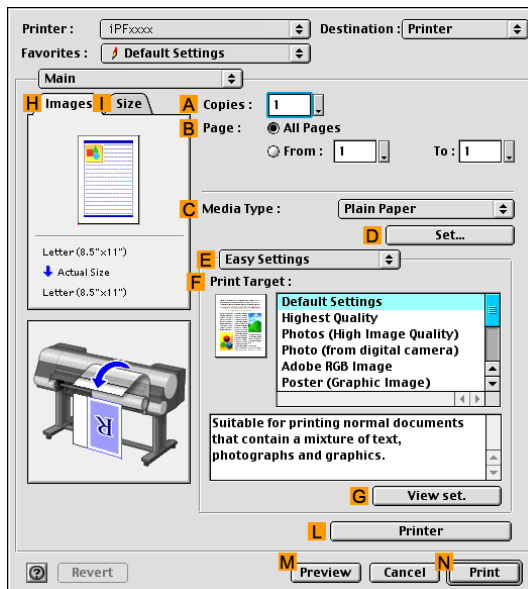 Printer : iPFxxxx Destination : Printer
Favorites : Default Settings
Main
H Images I Size
A Copies : 1
B Page : All Pages
From : 1 To : 1
C Media Type : Plain Paper
D Set...
Letter (8.5"x11")
Actual Size
Letter (8.5"x11")
E Easy Settings
F Print Target :
Default Settings
Highest Quality
Photos (High Image Quality)
Photo (from digital camera)
Adobe RGB Image
Poster (Graphic Image)
R
Suitable for printing normal documents
that contain a mixture of text,
photographs and graphics.
G View set.
L Printer
? Revert M Preview Cancel N Print